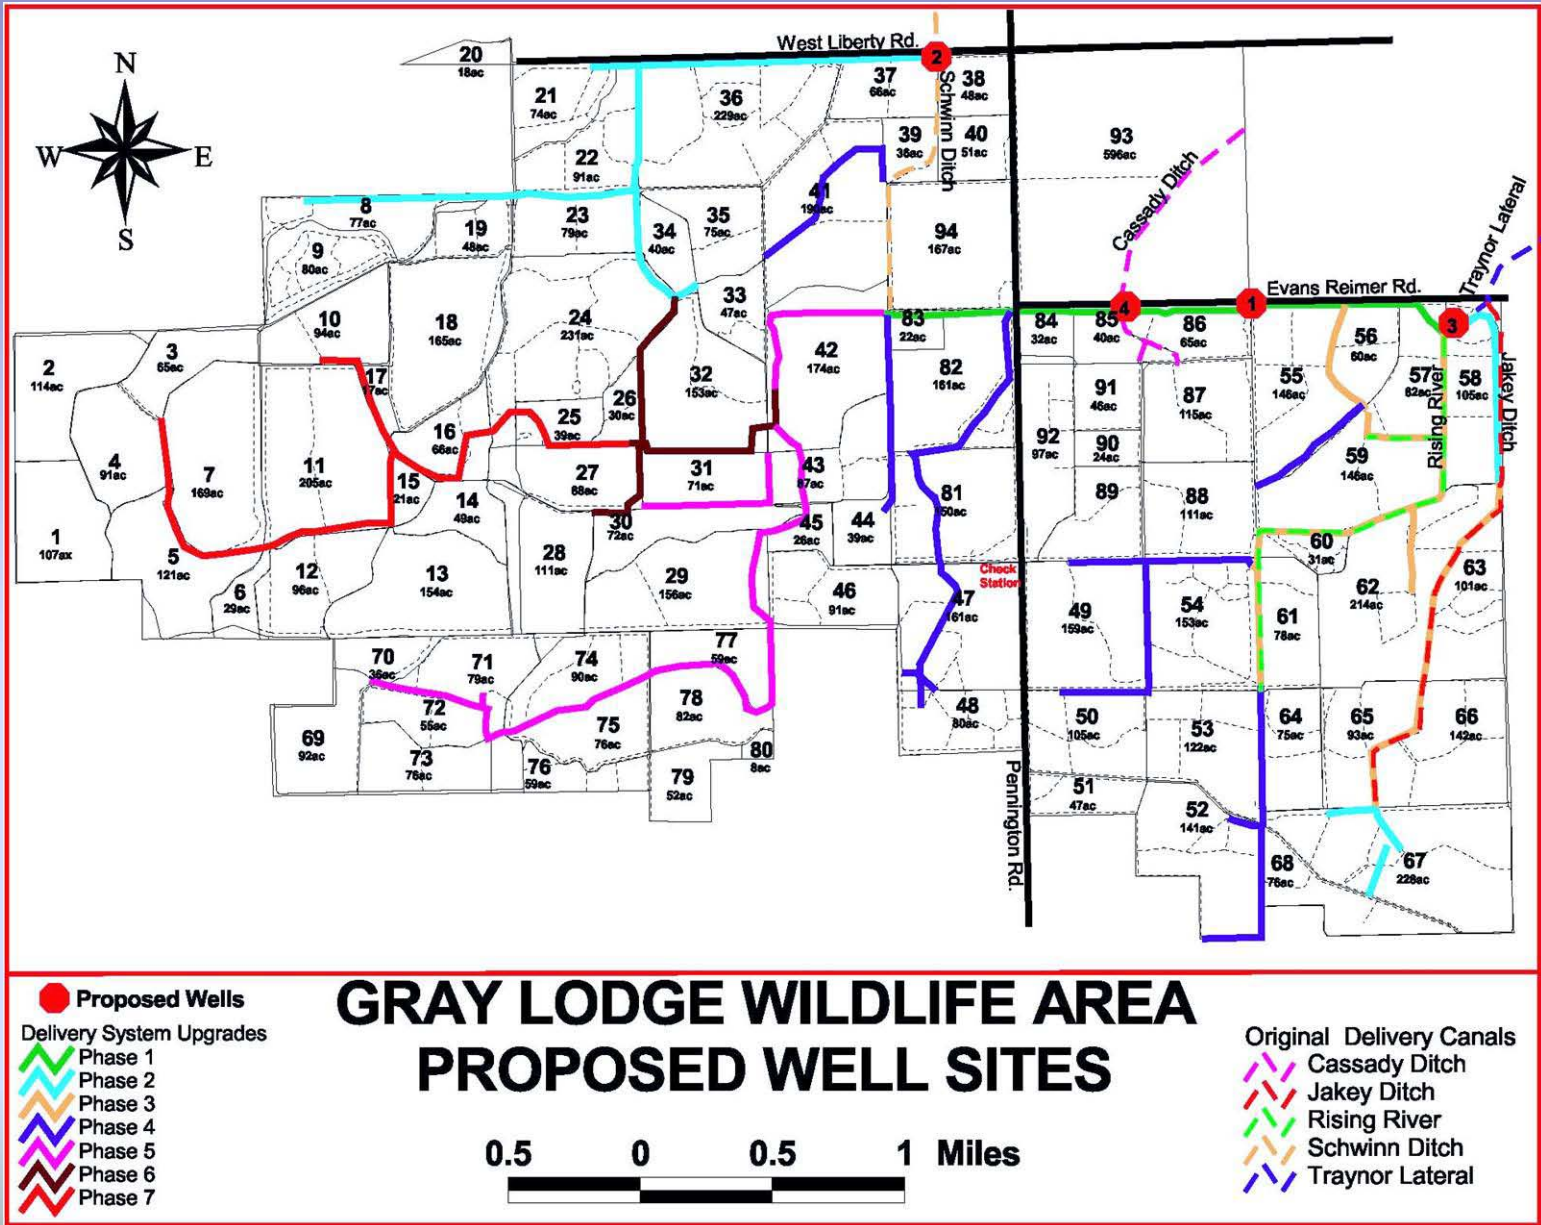 N
W
E
S
West Liberty Rd.
2
Schwinn Ditch
20
18ac
21
74ac
36
229ac
37
66ac
38
48ac
39
36ac
40
51ac
93
596ac
22
91ac
41
Cassady Ditch
Traynor Lateral
8
77ac
19
48ac
23
79ac
34
40ac
35
75ac
94
167ac
9
80ac
33
47ac
4
1
Evans Reimer Rd.
3
10
94ac
18
165ac
24
231ac
83
22ac
84
32ac
85
40ac
86
65ac
56
60ac
2
114ac
3
65ac
17
32
153ac
42
174ac
82
161ac
55
146ac
57
82ac
Rising River
58
105ac
Jakey Ditch
26
30ac
25
39ac
91
46ac
87
115ac
16
66ac
92
97ac
90
24ac
4
91ac
7
169ac
11
205ac
15
21ac
14
49ac
27
68ac
31
71ac
43
59
146ac
81
89
88
111ac
1
107ax
5
121ac
30
72ac
45
26ac
44
39ac
28
111ac
60
31ac
12
96ac
13
154ac
29
156ac
46
91ac
Check
Station
62
214ac
63
101ac
6
29ac
47
161ac
49
159ac
54
153ac
61
78ac
70
36ac
71
79ac
74
90ac
77
59ac
72
55ac
78
82ac
48
80ac
50
105ac
53
122ac
64
75ac
65
93ac
66
142ac
69
92ac
75
76ac
73
76ac
76
59ac
80
8ac
79
52ac
Pennington Rd.
51
47ac
52
141ac
68
76ac
67
228ac
Proposed Wells
Delivery System Upgrades
Phase 1
Phase 2
Phase 3
Phase 4
Phase 5
Phase 6
Phase 7
GRAY LODGE WILDLIFE AREA
PROPOSED WELL SITES
0.5 0 0.5 1 Miles
Original Delivery Canals
Cassady Ditch
Jakey Ditch
Rising River
Schwinn Ditch
Traynor Lateral